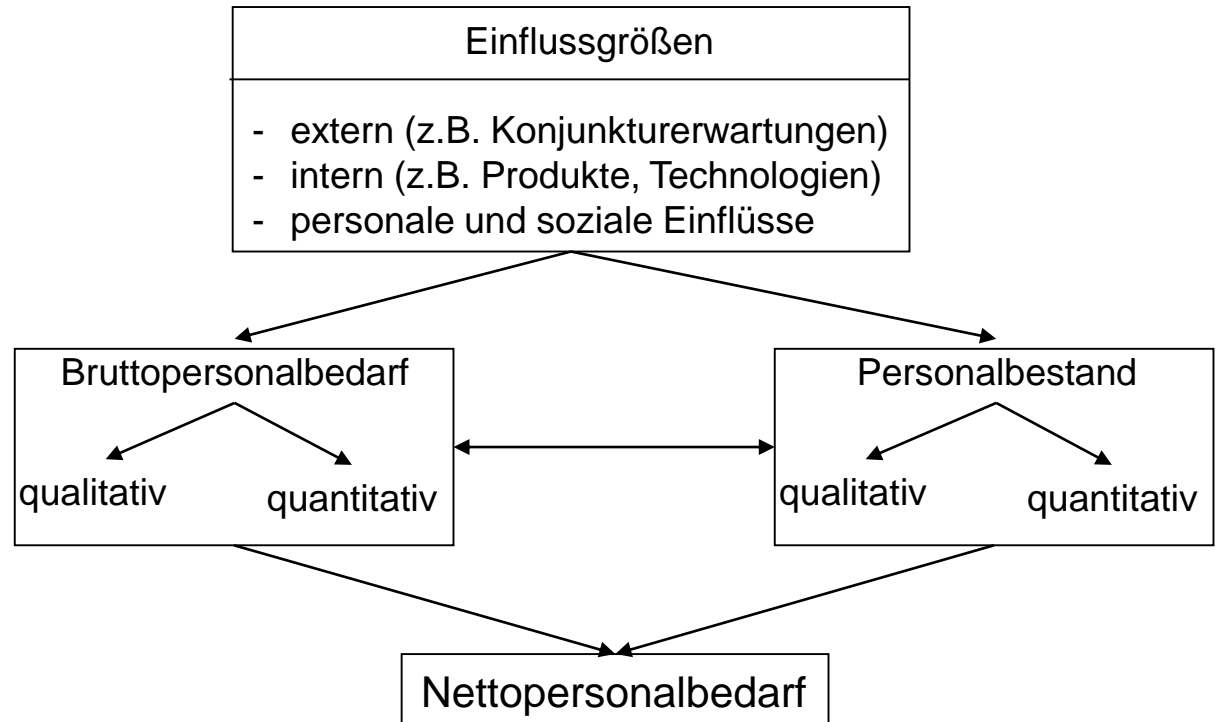 Einflussgrößen
- extern (z.B. Konjunkturerwartungen)
- intern (z.B. Produkte, Technologien)
- personale und soziale Einflüsse
Bruttopersonalbedarf
qualitativ
quantitativ
Personalbestand
qualitativ
quantitativ
Nettopersonalbedarf